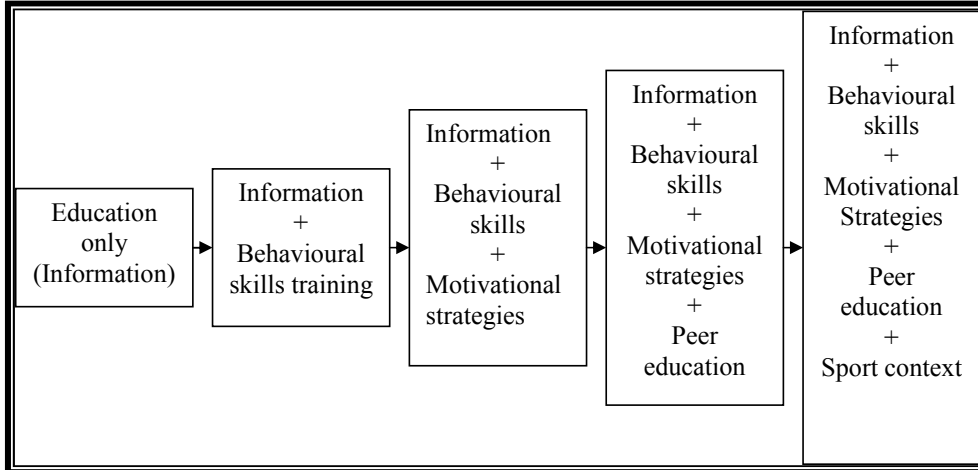 Education
only
(Information)
Information
+
Behavioural
skills training
Information
+
Behavioural
skills
+
Motivational
strategies
Information
+
Behavioural
skills
+
Motivational
strategies
+
Peer
education
Information
+
Behavioural
skills
+
Motivational
Strategies
+
Peer
education
+
Sport context